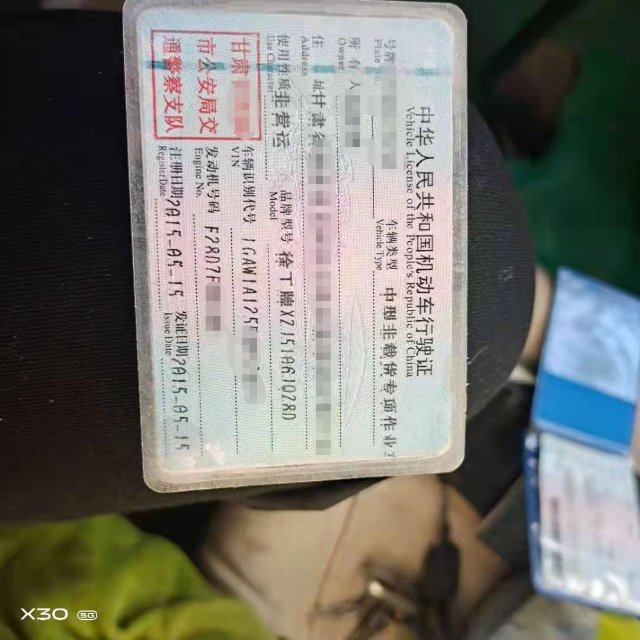 中华人民共和国机动车行驶证
Vehicle License of the People's Republic of China
号牌
Plate
车辆类型 中型非载货专项作业
Vehicle Type
所有人
Owner
住址 甘肃省
Address
使用性质 非营运
Use Character
品牌型号 徐工牌XZJ5106JQZ8D
Model
车辆识别代号 1GAW1A125
VIN
发动机号码 F28D7F
Engine No.
注册日期 2015-05-15
Register Date
发证日期 2015-05-15
Issue Date
甘肃
市公安局交
通警察支队
X30 5G